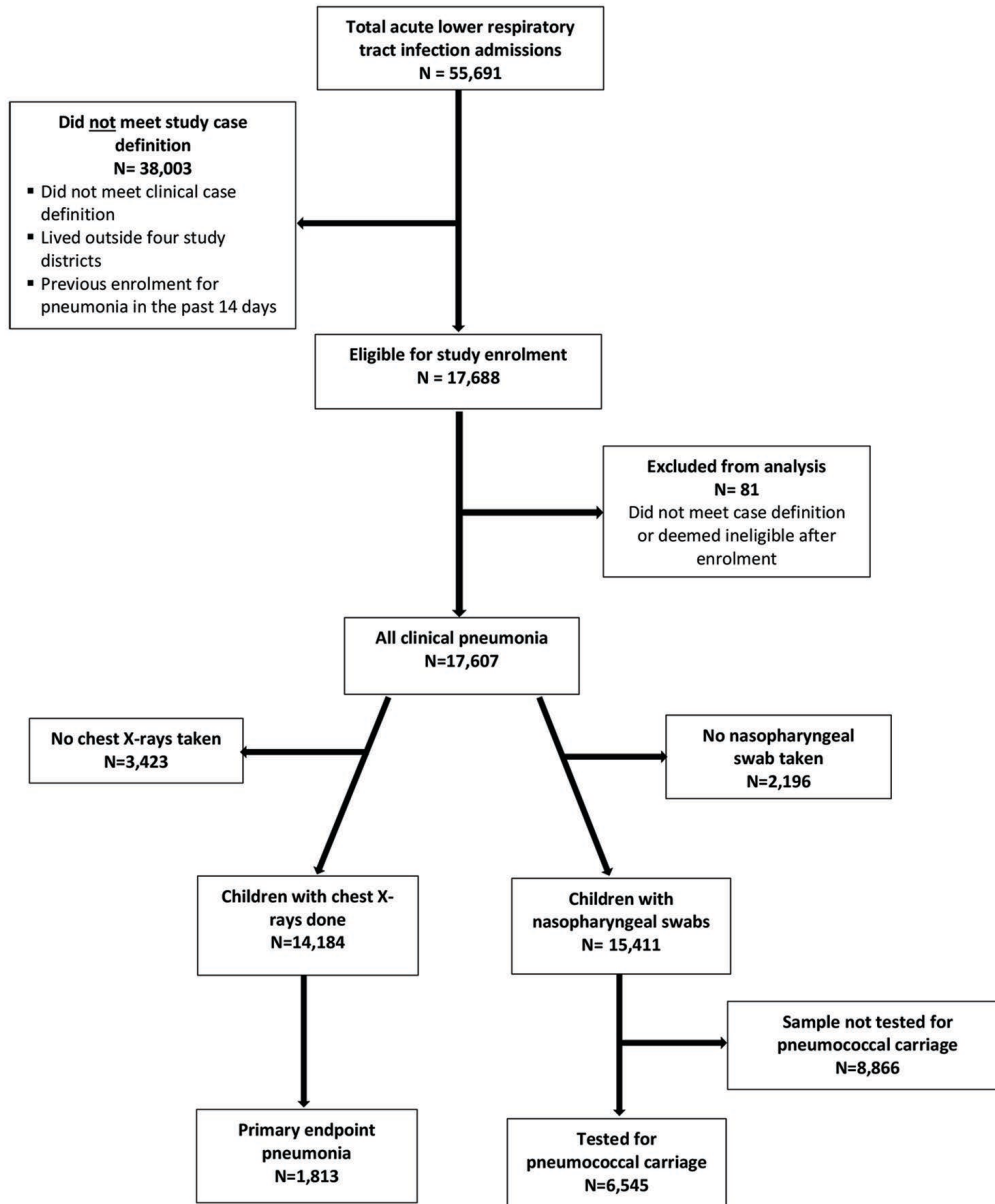 Total acute lower respiratory
tract infection admissions
N = 55,691
Did not meet study case
definition
N= 38,003
▪ Did not meet clinical case
definition
▪ Lived outside four study
districts
▪ Previous enrolment for
pneumonia in the past 14 days
Eligible for study enrolment
N = 17,688
Excluded from analysis
N= 81
Did not meet case definition
or deemed ineligible after
enrolment
All clinical pneumonia
N=17,607
No chest X-rays taken
N=3,423
No nasopharyngeal
swab taken
N=2,196
Children with chest X-
rays done
N=14,184
Children with
nasopharyngeal swabs
N= 15,411
Sample not tested for
pneumococcal carriage
N=8,866
Primary endpoint
pneumonia
N=1,813
Tested for
pneumococcal carriage
N=6,545